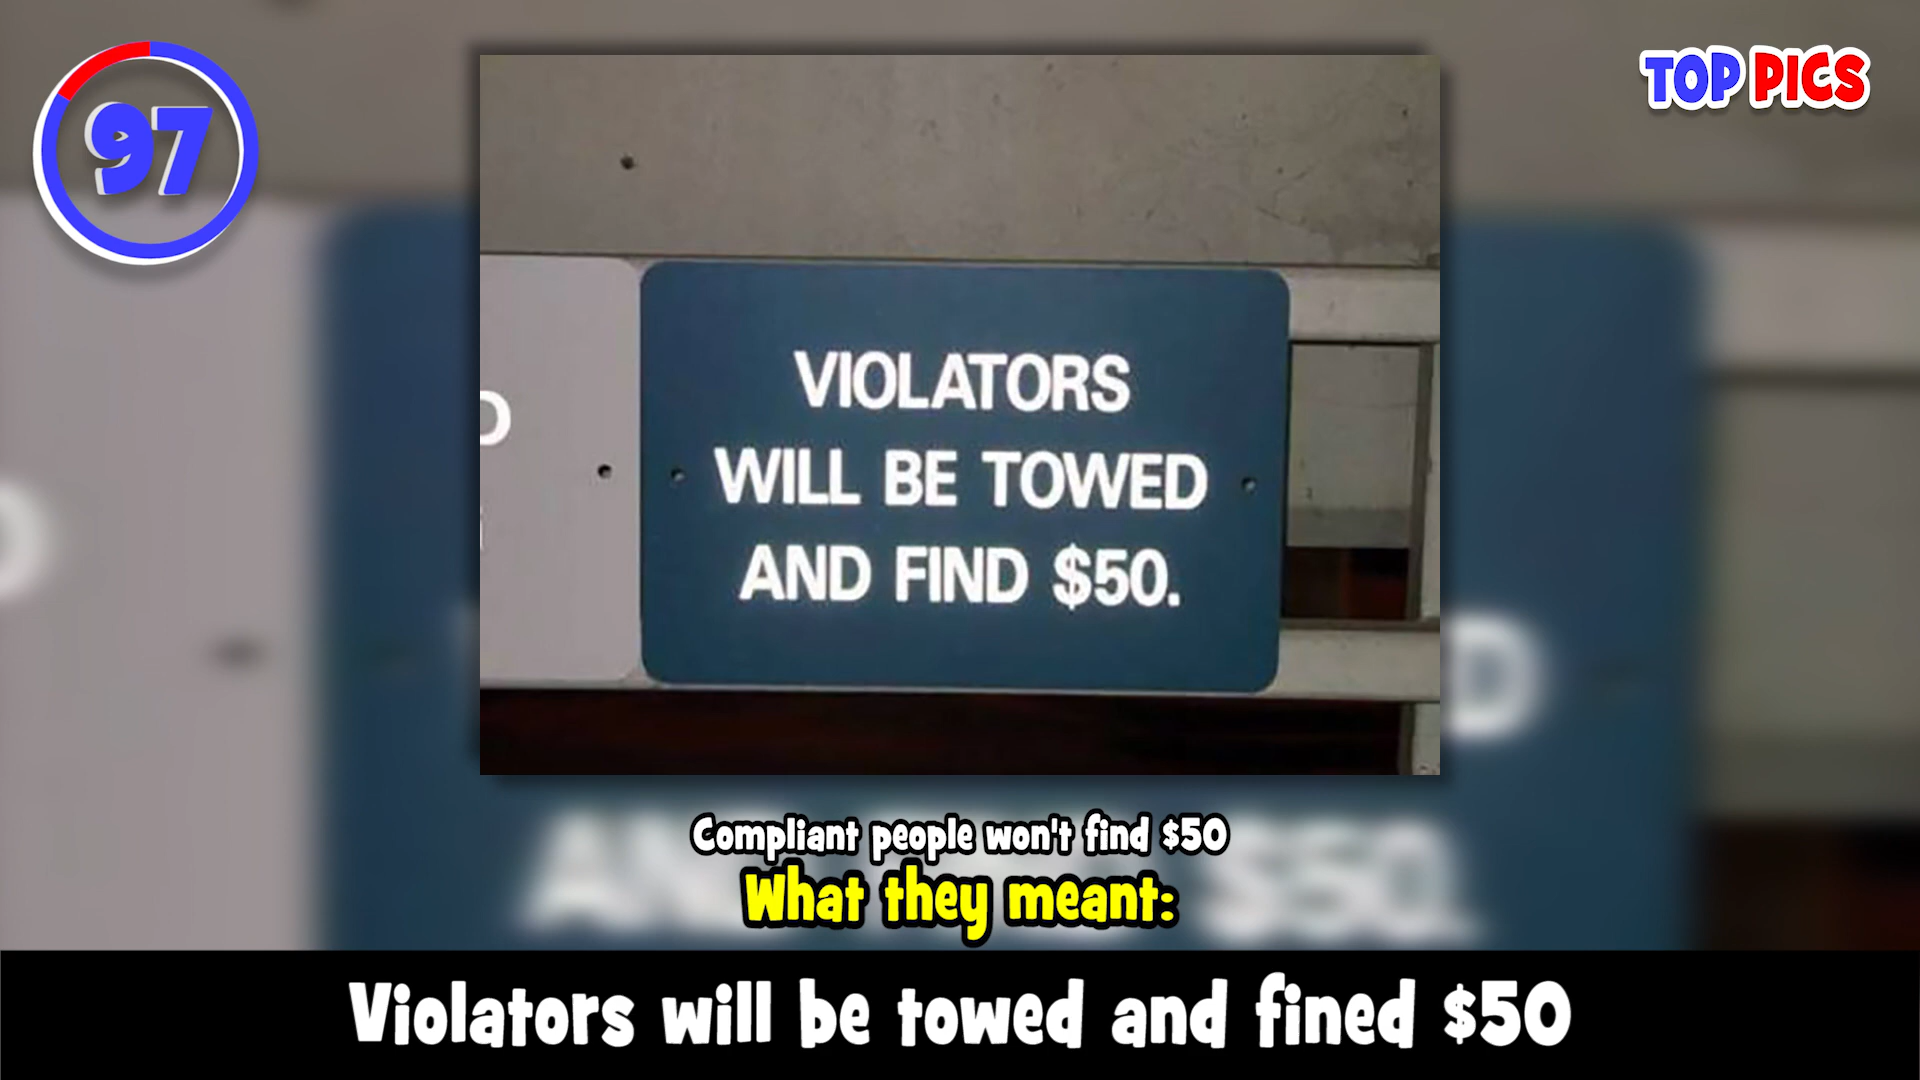 97
TOP PICS
VIOLATORS
WILL BE TOWED
AND FIND $50.
Compliant people won't find $50
What they meant:
Violators will be towed and fined $50